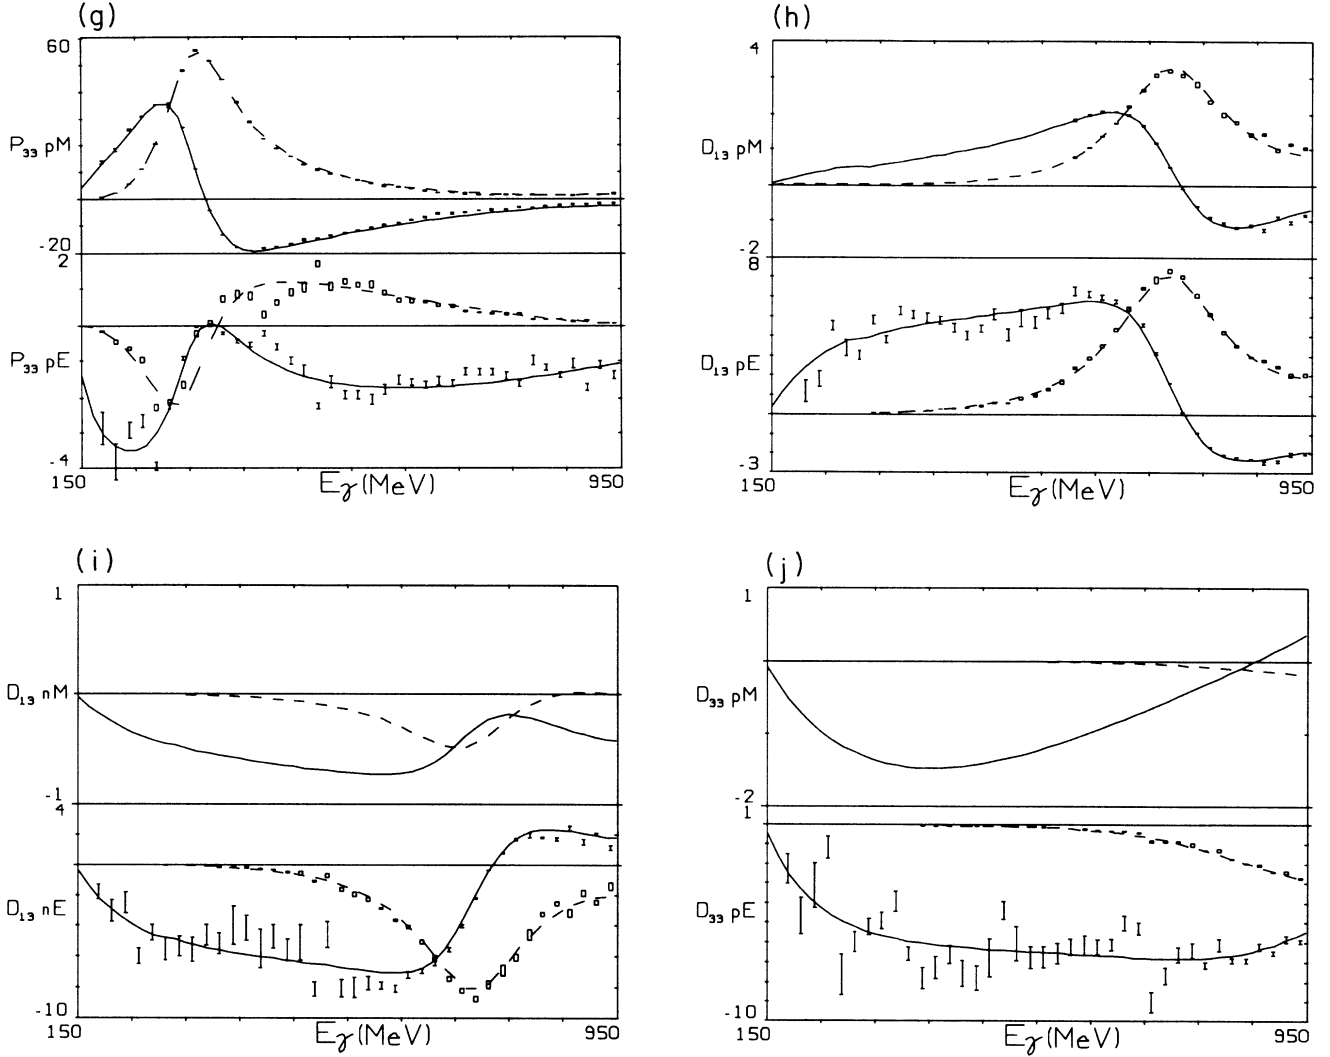 (g)
60
P₃₃ pM
-20
2
P₃₃ pE
-4
150
Eγ(MeV)
950
(h)
4
D₁₃ pM
-2
8
D₁₃ pE
-3
150
Eγ(MeV)
950
(i)
1
D₁₃ nM
-1
4
D₁₃ nE
-10
150
Eγ(MeV)
950
(j)
1
D₃₃ pM
-2
1
D₃₃ pE
-10
150
Eγ(MeV)
950